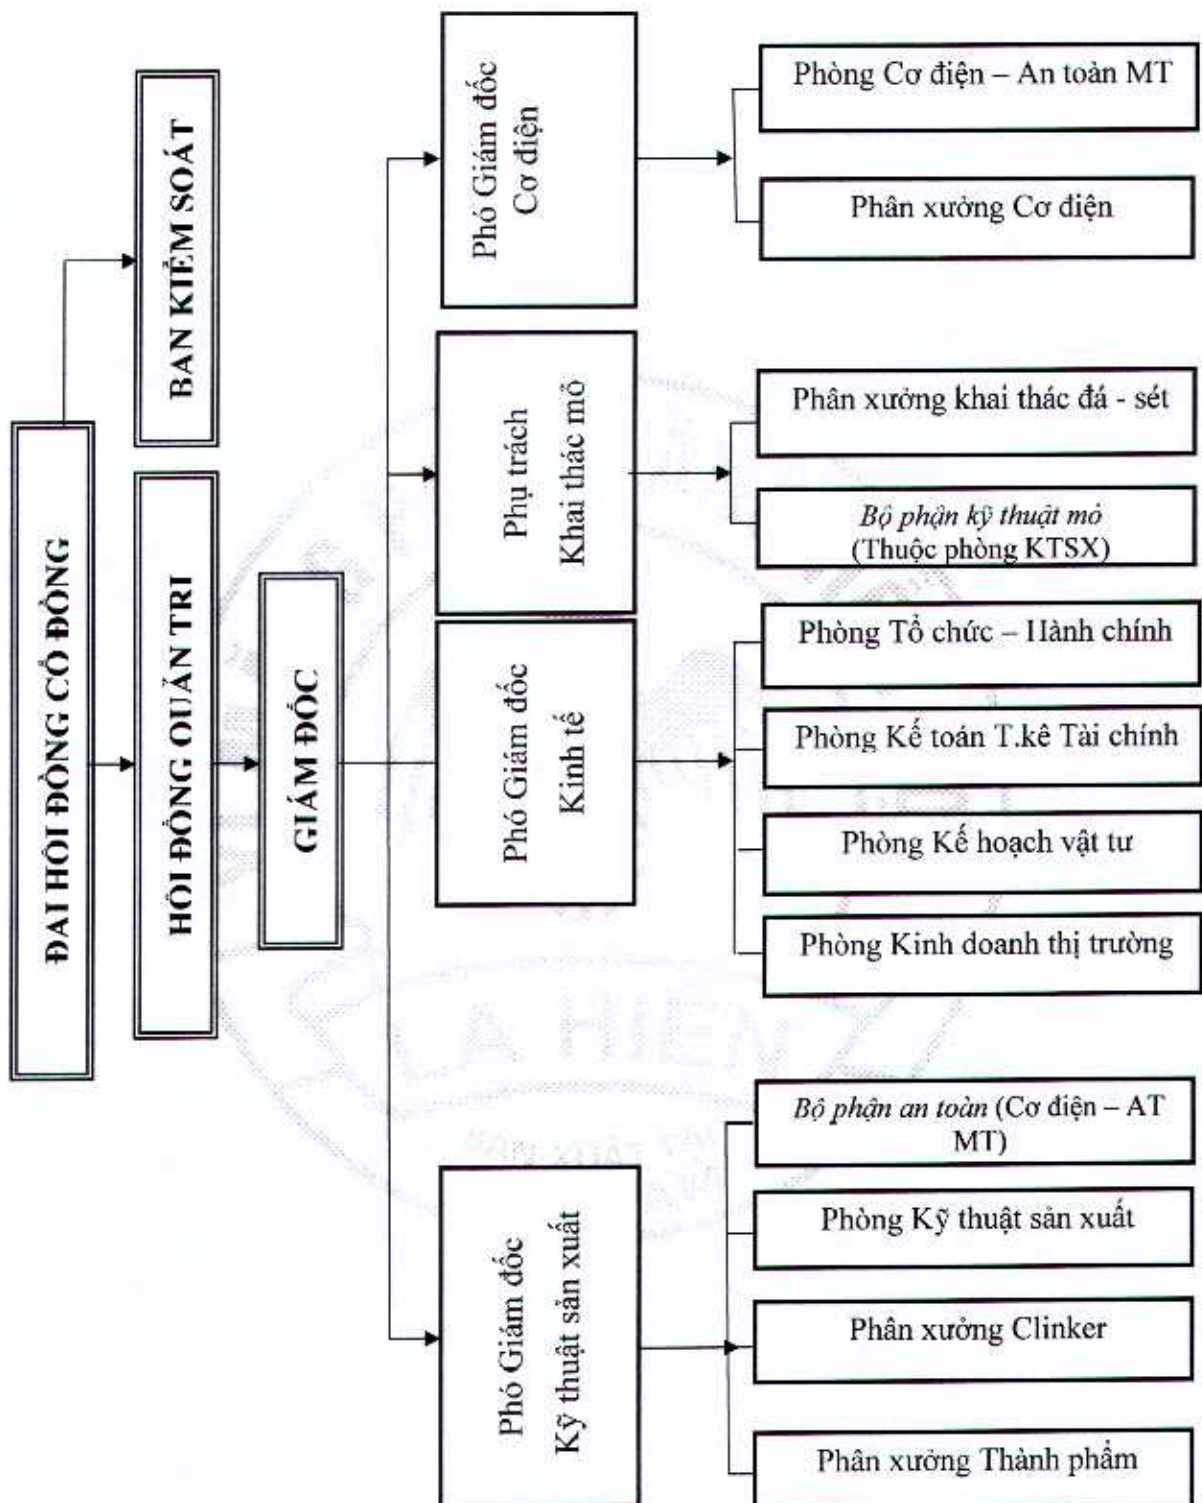 ĐẠI HỘI ĐỒNG CỔ ĐÔNG
BAN KIỂM SOÁT
HỘI ĐỒNG QUẢN TRỊ
GIÁM ĐỐC
Phó Giám đốc
Cơ điện
Phòng Cơ điện – An toàn MT
Phân xưởng Cơ điện
Phụ trách
Khai thác mỏ
Phân xưởng khai thác đá - sét
Bộ phận kỹ thuật mỏ
(Thuộc phòng KTSX)
Phó Giám đốc
Kinh tế
Phòng Tổ chức – Hành chính
Phòng Kế toán T.kê Tài chính
Phòng Kế hoạch vật tư
Phòng Kinh doanh thị trường
Phó Giám đốc
Kỹ thuật sản xuất
Bộ phận an toàn (Cơ điện – AT
MT)
Phòng Kỹ thuật sản xuất
Phân xưởng Clinker
Phân xưởng Thành phẩm
LA HIEN
SẢN XUẤT